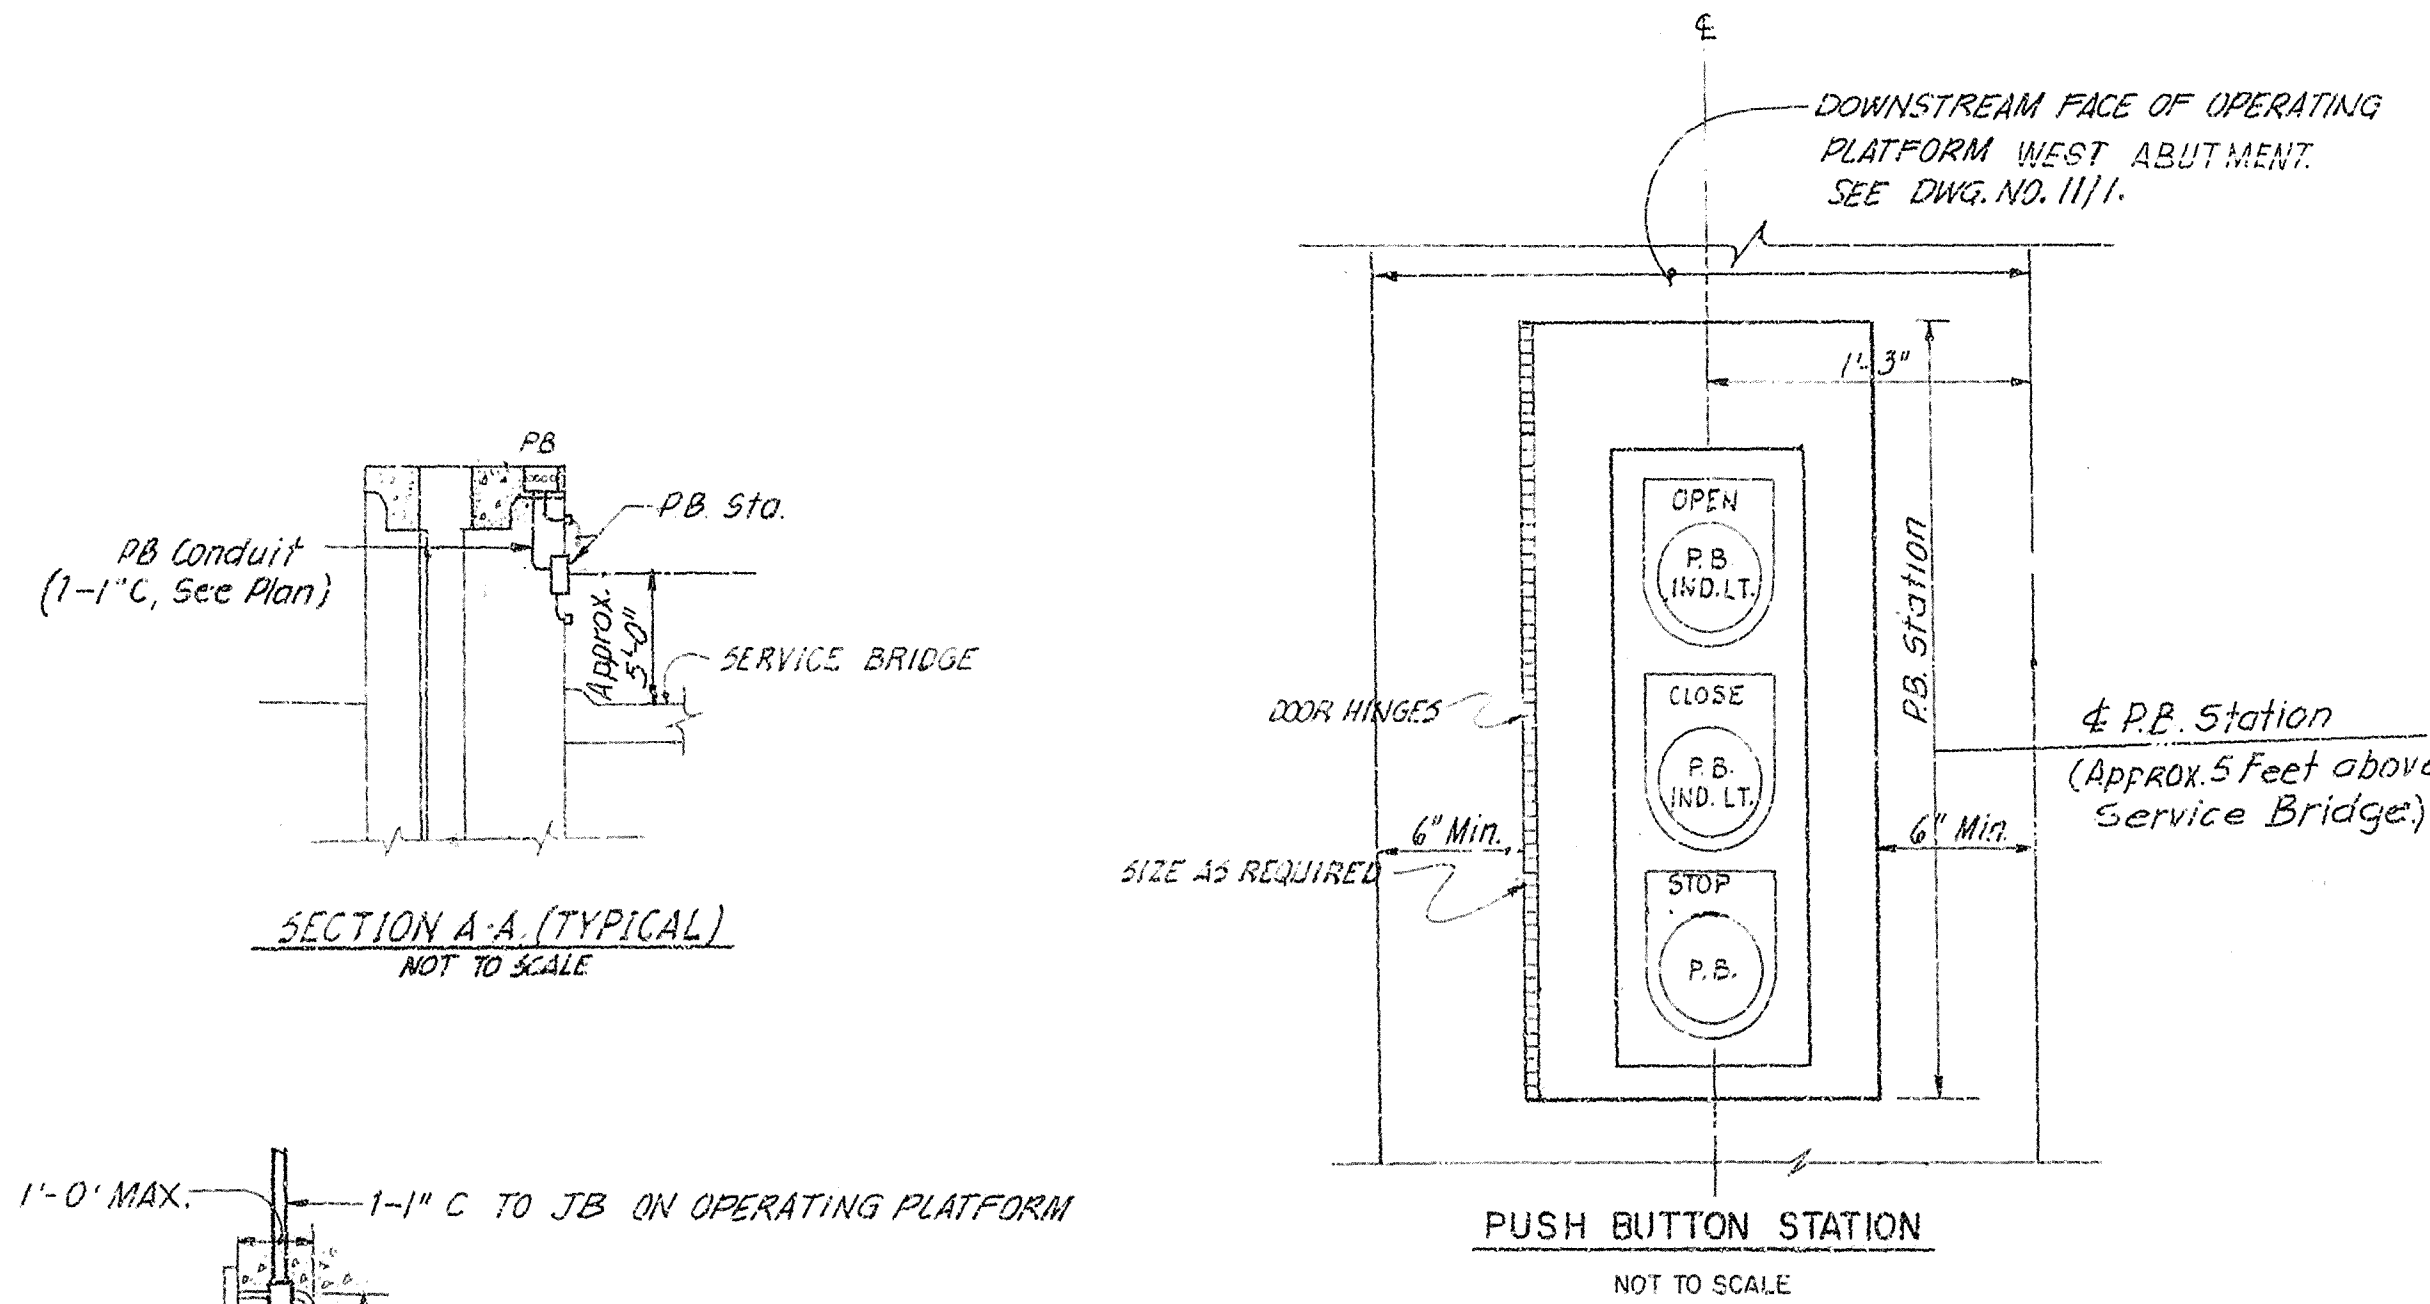 ℄
DOWNSTREAM FACE OF OPERATING
PLATFORM WEST ABUTMENT.
SEE DWG. NO. 11/1.
1'-3"
PB
P.B. Sta.
PB Conduit
(1-1"C, See Plan)
Approx.
5'-0"
SERVICE BRIDGE
SECTION A-A (TYPICAL)
NOT TO SCALE
OPEN
P.B.
IND. LT.
CLOSE
P.B.
IND. LT.
STOP
P.B.
P.B. Station
DOOR HINGES
6" Min.
SIZE AS REQUIRED
6" Min.
℄ P.B. Station
(APPROX. 5 Feet above
Service Bridge.)
PUSH BUTTON STATION
NOT TO SCALE
1'-0' MAX.
1-1" C TO JB ON OPERATING PLATFORM